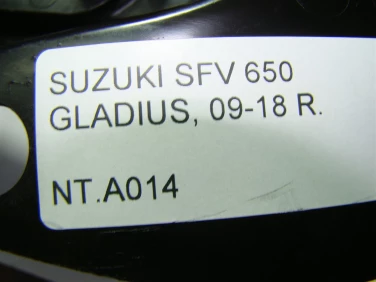 SUZUKI SFV 650
GLADIUS, 09-18 R.
NT.A014